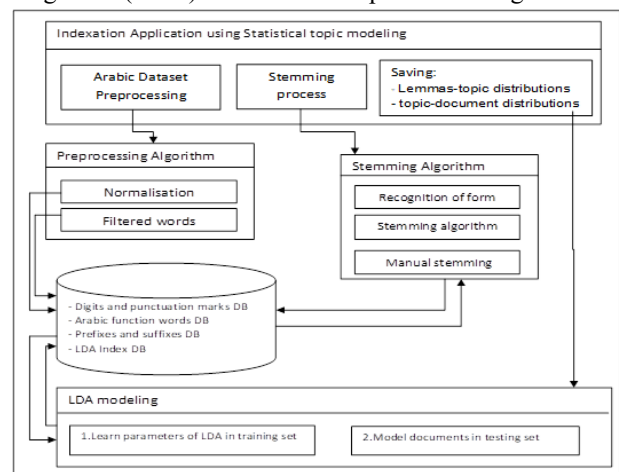 Indexation Application using Statistical topic modeling
Arabic Dataset
Preprocessing
Stemming
process
Saving:
- Lemmas-topic distributions
- topic-document distributions
Preprocessing Algorithm
Normalisation
Filtered words
Stemming Algorithm
Recognition of form
Stemming algorithm
Manual stemming
- Digits and punctuation marks DB
- Arabic function words DB
- Prefixes and suffixes DB
- LDA Index DB
LDA modeling
1.Learn parameters of LDA in training set
2.Model documents in testing set